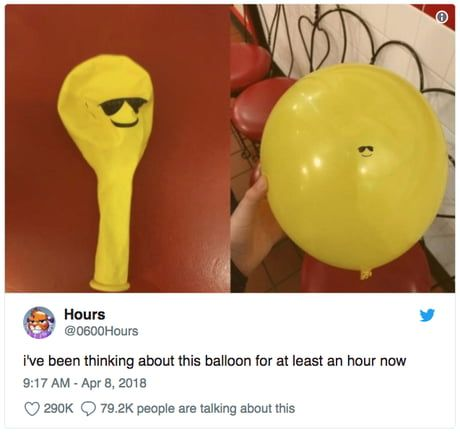 Hours
@0600Hours
i've been thinking about this balloon for at least an hour now
9:17 AM - Apr 8, 2018
290K 79.2K people are talking about this